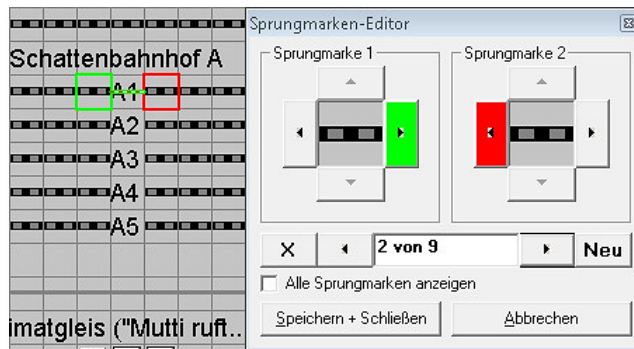 Schattenbahnhof A
A1
A2
A3
A4
A5
imatgleis ("Mutti ruft..
Sprungmarken-Editor
Sprungmarke 1
Sprungmarke 2
X
2 von 9
Neu
Alle Sprungmarken anzeigen
Speichern + Schließen
Abbrechen